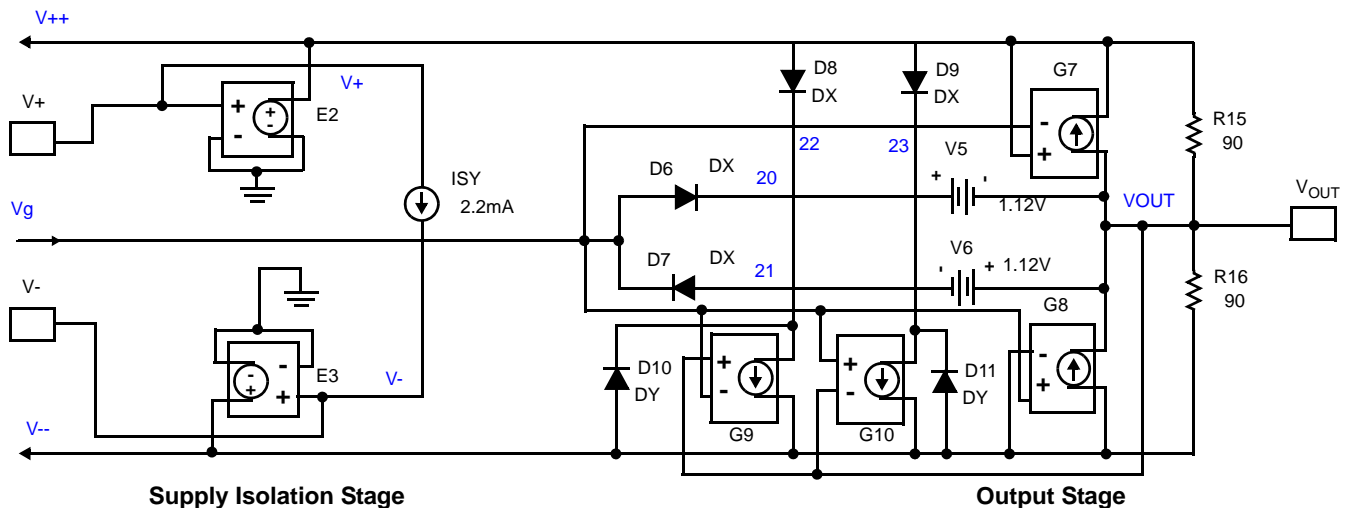 V++
V+
V+
+
-
+
-
E2
D8
DX
D9
DX
G7
-
+
R15
90
22
23
V5
D6
DX
20
+
-
1.12V
ISY
2.2mA
Vg
VOUT
VOUT
D7
DX
21
V6
-
+
1.12V
V-
G8
R16
90
-
+
-
+
E3
V-
D10
DY
+
-
G9
+
-
G10
D11
DY
-
+
V--
Supply Isolation Stage
Output Stage